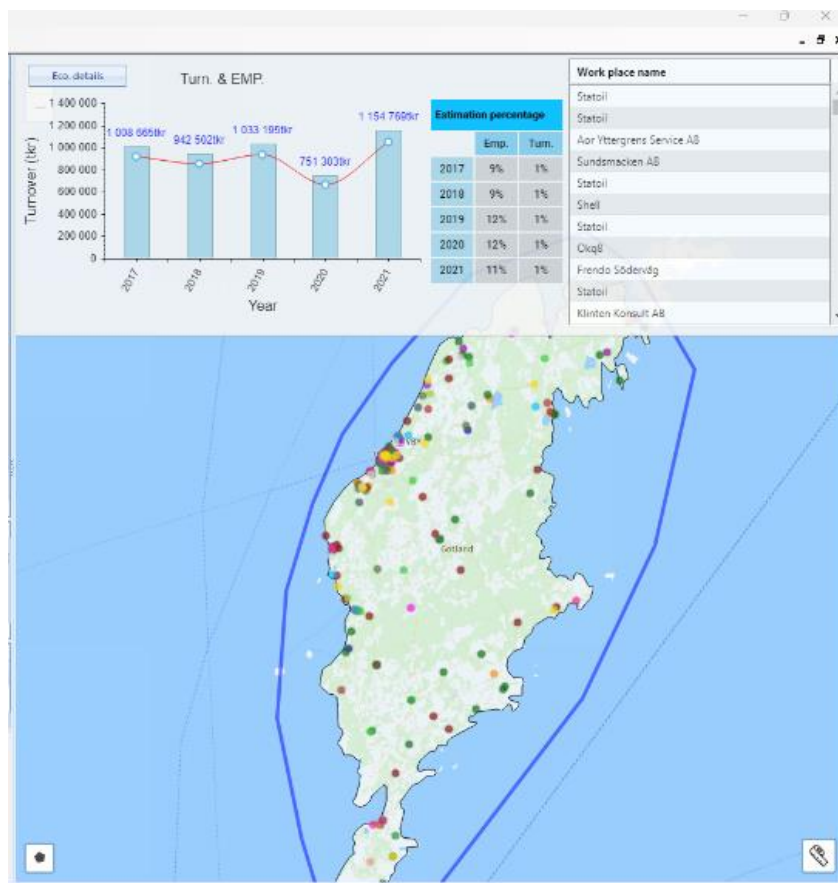 Eco. details
Turn. & EMP.
Turnover (tkr)
1 400 000
1 200 000
1 000 000
800 000
600 000
400 000
200 000
0
1 008 665tkr
942 502tkr
1 033 195tkr
751 303tkr
1 154 769tkr
2017
2018
2019
2020
2021
Year
Estimation percentage
Emp. Turn.
2017 9% 1%
2018 9% 1%
2019 12% 1%
2020 12% 1%
2021 11% 1%
Work place name
Statoil
Statoil
Aor Yttergrens Service AB
Sundsmacken AB
Statoil
Shell
Statoil
Okq8
Frendo Södervåg
Statoil
Klinten Konsult AB
Gotland